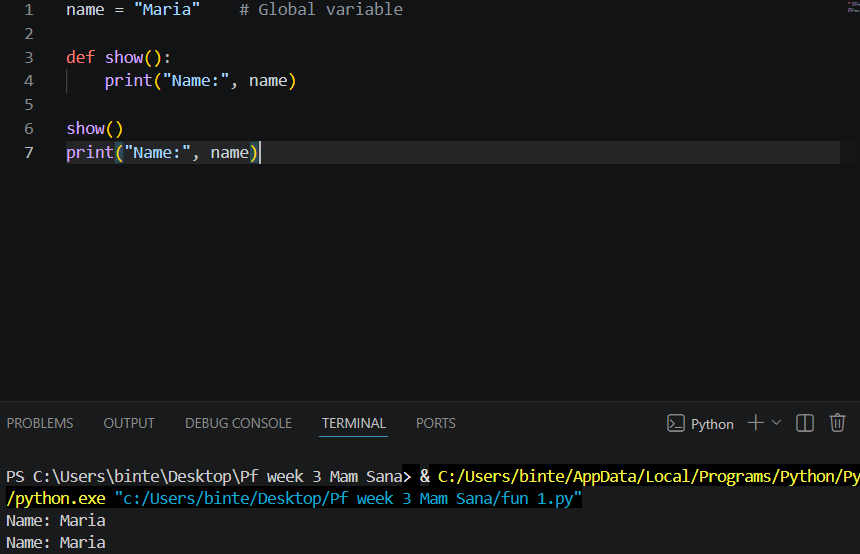 1 name = "Maria"    # Global variable
2
3 def show():
4     print("Name:", name)
5
6 show()
7 print("Name:", name)
PROBLEMS OUTPUT DEBUG CONSOLE TERMINAL PORTS Python
PS C:\Users\binte\Desktop\Pf week 3 Mam Sana> & C:/Users/binte/AppData/Local/Programs/Python/Py
/python.exe "c:/Users/binte/Desktop/Pf week 3 Mam Sana/fun 1.py"
Name: Maria
Name: Maria